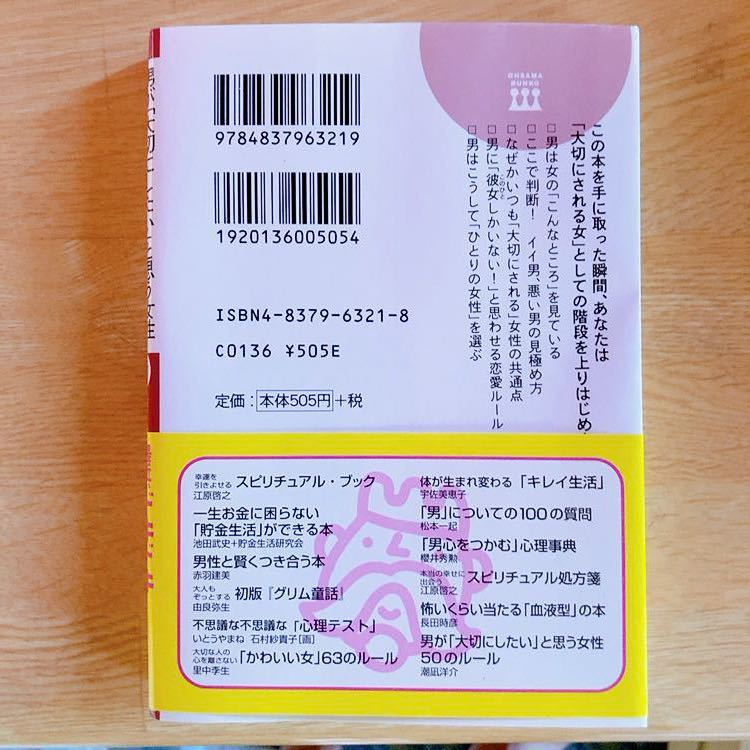 OHSAMA
BUNKO
この本を手に取った瞬間、あなたは
「大切にされる女」としての階段を上りはじめ
□男は女の「こんなところ」を見ている
□ここで判断！ イイ男、悪い男の見極め方
□なぜかいつも「大切にされる」女性の共通点
□男に「彼女しかいない！」と思わせる恋愛ルール
このひと
□男はこうして「ひとりの女性」を選ぶ
9784837963219
1920136005054
ISBN4-8379-6321-8
C0136 ¥505E
定価：本体505円+税
男が「大切にしたい」と思う女性
幸運を
引きよせる スピリチュアル・ブック
江原啓之
一生お金に困らない
「貯金生活」ができる本
池田武史+貯金生活研究会
男性と賢くつき合う本
赤羽建美
大人も
ぞっとする 初版『グリム童話』
由良弥生
不思議な不思議な「心理テスト」
いとうやまね 石村紗貴子[画]
大切な人の
心を離さない 「かわいい女」63のルール
里中李生
体が生まれ変わる「キレイ生活」
宇佐美恵子
「男」についての100の質問
松本一起
「男心をつかむ」心理事典
櫻井秀勲
本当の幸せに
出会う スピリチュアル処方箋
江原啓之
怖いくらい当たる「血液型」の本
長田時彦
男が「大切にしたい」と思う女性
50のルール
潮凪洋介